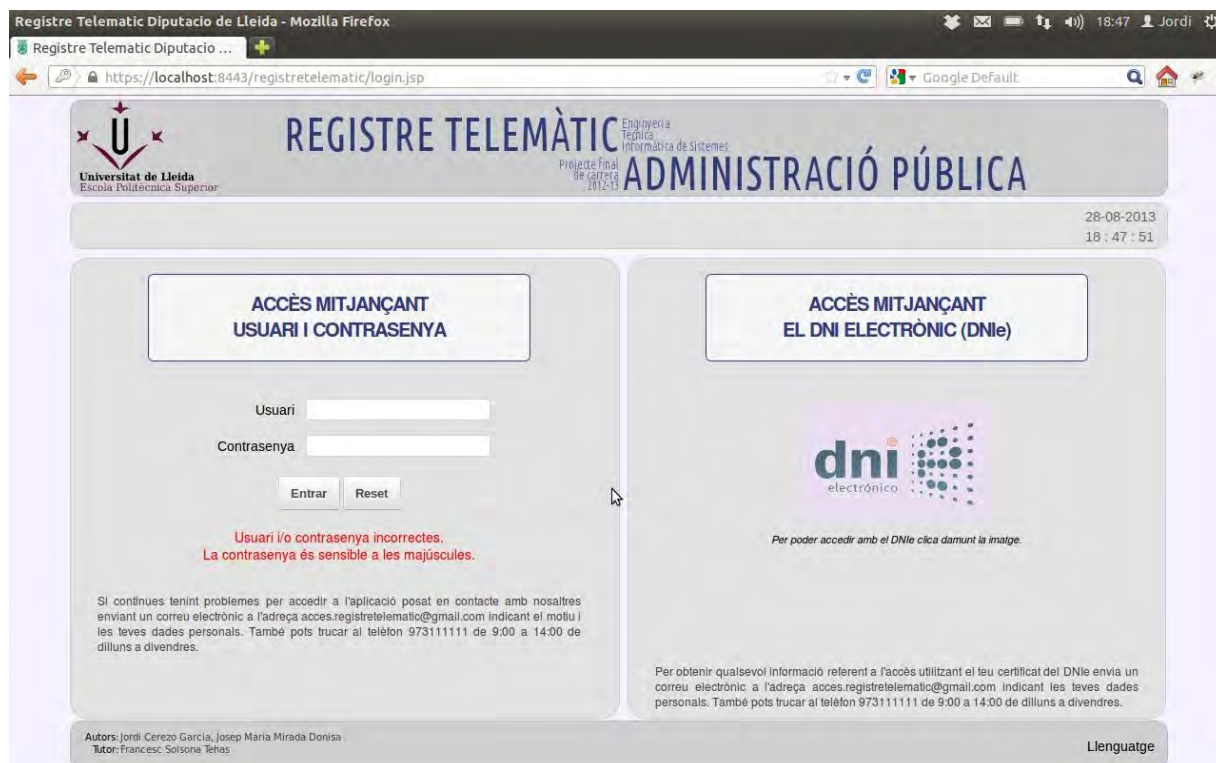 Registre Telematic Diputacio de Lleida - Mozilla Firefox
18:47 Jordi
Registre Telematic Diputacio ...
https://localhost:8443/registretelematic/login.jsp
Google Default
Universitat de Lleida
Escola Politècnica Superior
REGISTRE TELEMÀTIC
Enginyeria
Tècnica
Informàtica de Sistemes
Projecte final
de carrera
2012-13
ADMINISTRACIÓ PÚBLICA
28-08-2013
18 : 47 : 51
ACCÈS MITJANÇANT
USUARI I CONTRASENYA
Usuari
Contrasenya
Entrar Reset
Usuari i/o contrasenya incorrectes.
La contrasenya és sensible a les majúscules.
Si continues tenint problemes per accedir a l'aplicació posat en contacte amb nosaltres
enviant un correu electrònic a l'adreça acces.registretelematic@gmail.com indicant el motiu i
les teves dades personals. També pots trucar al telèfon 973111111 de 9:00 a 14:00 de
dilluns a divendres.
ACCÈS MITJANÇANT
EL DNI ELECTRÒNIC (DNIe)
dni
electrónico
Per poder accedir amb el DNIe clica damunt la imatge.
Per obtenir qualsevol informació referent a l'accés utilitzant el teu certificat del DNIe envia un
correu electrònic a l'adreça acces.registretelematic@gmail.com indicant les teves dades
personals. També pots trucar al telèfon 973111111 de 9:00 a 14:00 de dilluns a divendres.
Autors: Jordi Cerezo Garcia, Josep Maria Mirada Donisa
Tutor: Francesc Solsona Tehas
Llenguatge